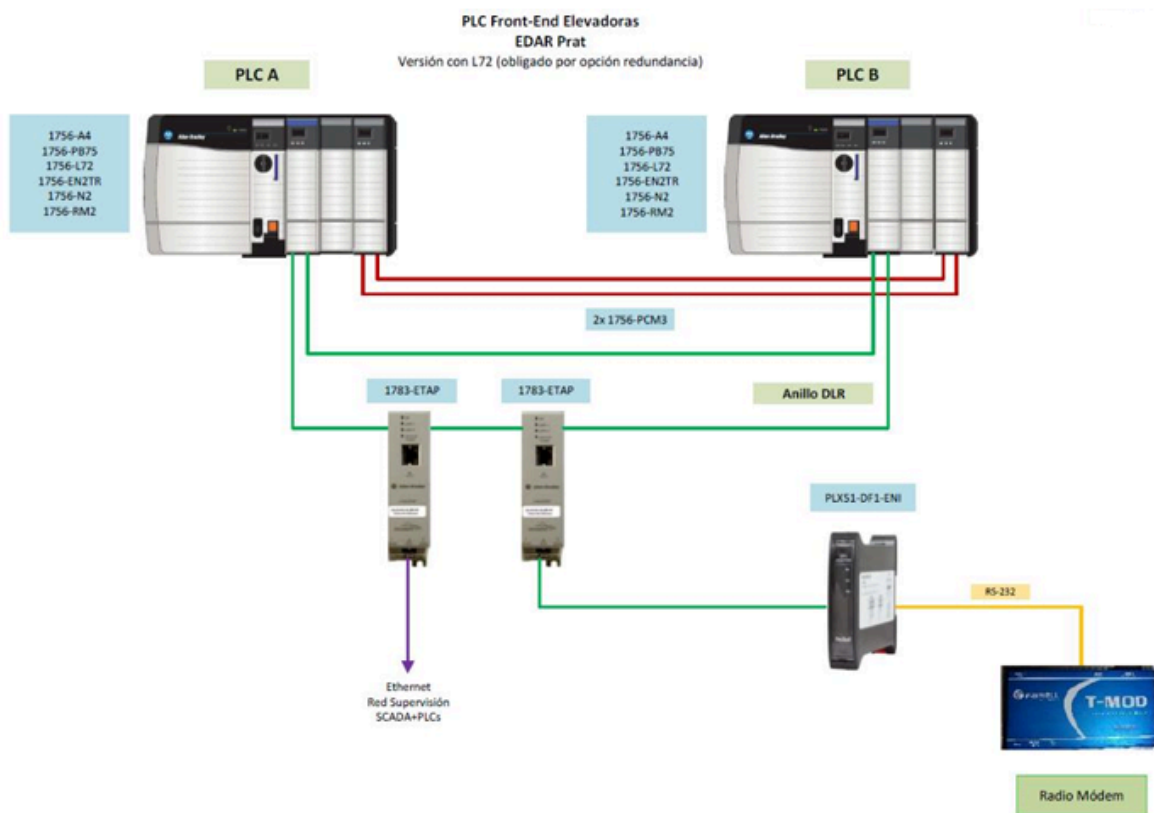 PLC Front-End Elevadoras
EDAR Prat
Versión con L72 (obligado por opción redundancia)
PLC A
PLC B
1756-A4
1756-PB75
1756-L72
1756-EN2TR
1756-N2
1756-RM2
1756-A4
1756-PB75
1756-L72
1756-EN2TR
1756-N2
1756-RM2
2x 1756-PCM3
1783-ETAP
1783-ETAP
Anillo DLR
PLX51-DF1-ENI
RS-232
Ethernet
Red Supervisión
SCADA+PLCs
T-MOD
Radio Módem